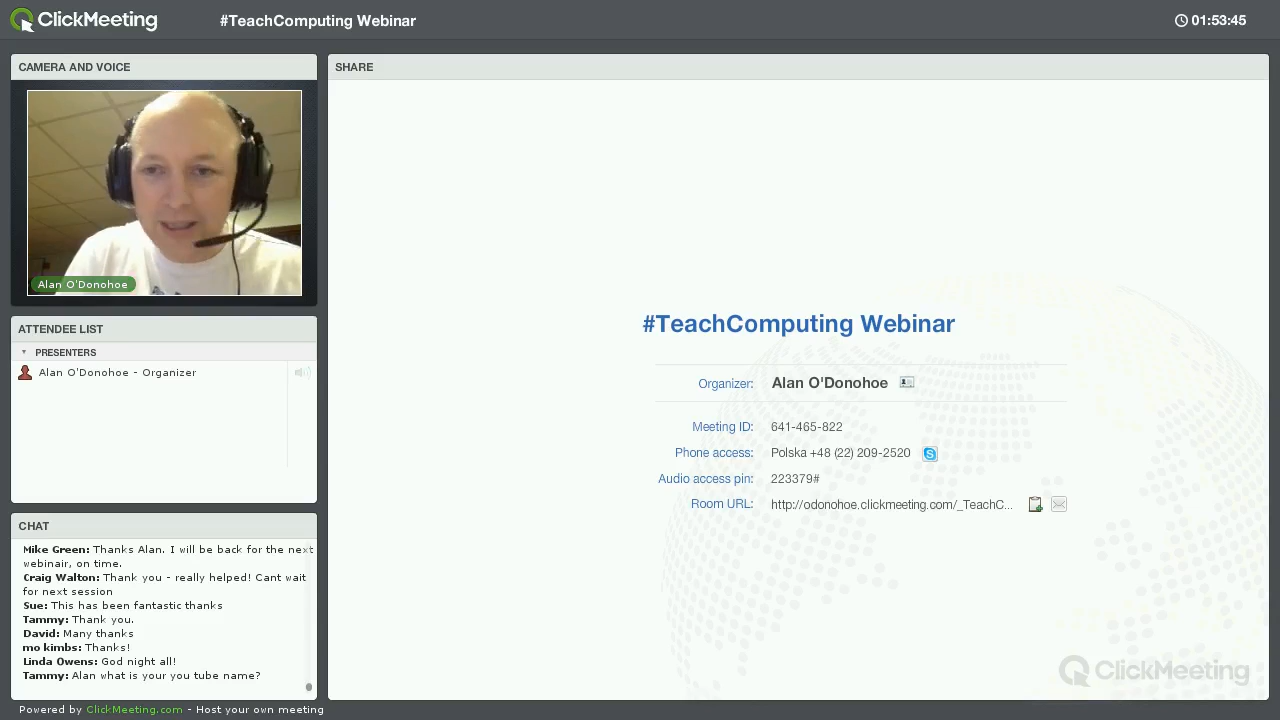 ClickMeeting
#TeachComputing Webinar
01:53:45
CAMERA AND VOICE
Alan O'Donohoe
ATTENDEE LIST
PRESENTERS
Alan O'Donohoe - Organizer
CHAT
Mike Green: Thanks Alan. I will be back for the next
webinair, on time.
Craig Walton: Thank you - really helped! Cant wait
for next session
Sue: This has been fantastic thanks
Tammy: Thank you.
David: Many thanks
mo kimbs: Thanks!
Linda Owens: God night all!
Tammy: Alan what is your you tube name?
SHARE
#TeachComputing Webinar
Organizer: Alan O'Donohoe
Meeting ID: 641-465-822
Phone access: Polska +48 (22) 209-2520
Audio access pin: 223379#
Room URL: http://odonohoe.clickmeeting.com/_TeachC...
ClickMeeting
Powered by ClickMeeting.com - Host your own meeting